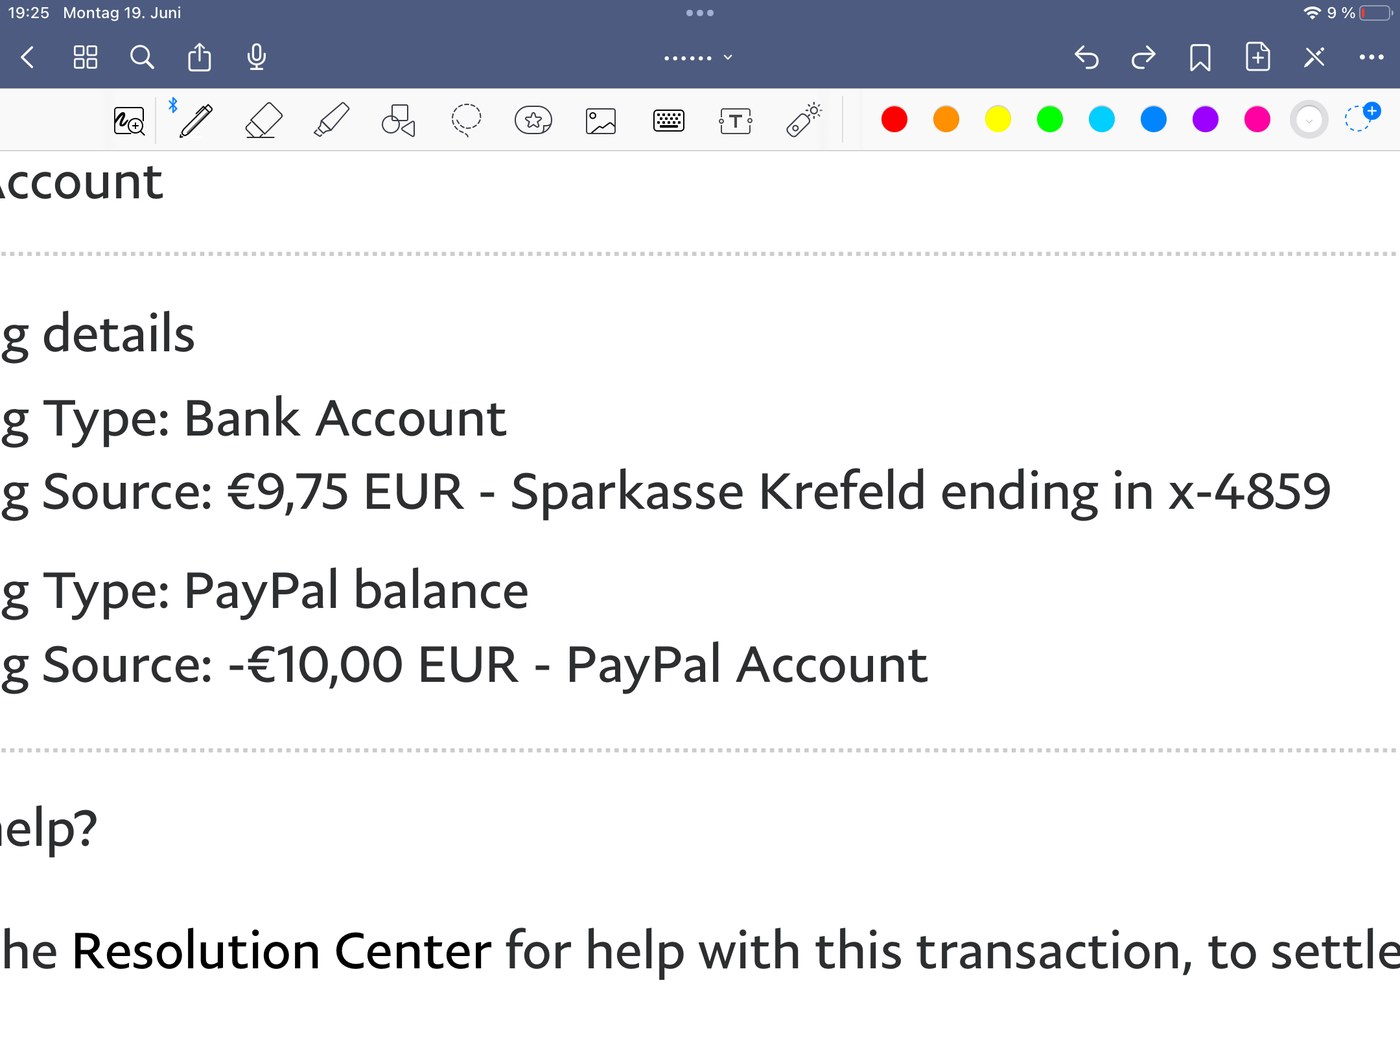 19:25 Montag 19. Juni
9 %
T
Account
g details
g Type: Bank Account
g Source: €9,75 EUR - Sparkasse Krefeld ending in x-4859
g Type: PayPal balance
g Source: -€10,00 EUR - PayPal Account
help?
he Resolution Center for help with this transaction, to settle